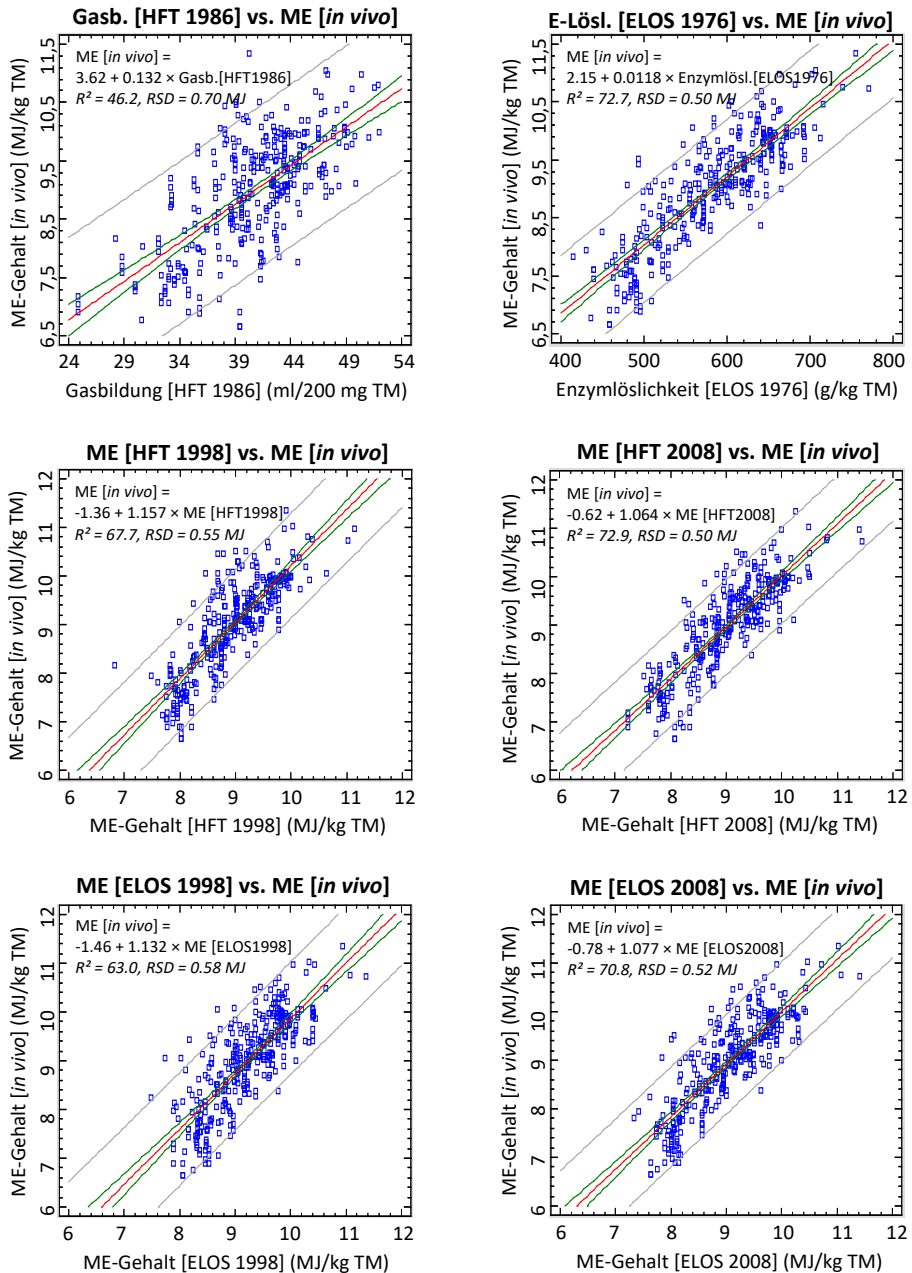 Gasb. [HFT 1986] vs. ME [in vivo]
ME-Gehalt [in vivo] (MJ/kg TM)
11,5
10,5
9,5
8,5
7,5
6,5
ME [in vivo] =
3.62 + 0.132 × Gasb.[HFT1986]
R² = 46.2, RSD = 0.70 MJ
24 29 34 39 44 49 54
Gasbildung [HFT 1986] (ml/200 mg TM)
E-Lösl. [ELOS 1976] vs. ME [in vivo]
ME-Gehalt [in vivo] (MJ/kg TM)
11,5
10,5
9,5
8,5
7,5
6,5
ME [in vivo] =
2.15 + 0.0118 × Enzymlösl.[ELOS1976]
R² = 72.7, RSD = 0.50 MJ
400 500 600 700 800
Enzymlöslichkeit [ELOS 1976] (g/kg TM)
ME [HFT 1998] vs. ME [in vivo]
ME-Gehalt [in vivo] (MJ/kg TM)
12
11
10
9
8
7
6
ME [in vivo] =
-1.36 + 1.157 × ME [HFT1998]
R² = 67.7, RSD = 0.55 MJ
6 7 8 9 10 11 12
ME-Gehalt [HFT 1998] (MJ/kg TM)
ME [HFT 2008] vs. ME [in vivo]
ME-Gehalt [in vivo] (MJ/kg TM)
12
11
10
9
8
7
6
ME [in vivo] =
-0.62 + 1.064 × ME [HFT2008]
R² = 72.9, RSD = 0.50 MJ
6 7 8 9 10 11 12
ME-Gehalt [HFT 2008] (MJ/kg TM)
ME [ELOS 1998] vs. ME [in vivo]
ME-Gehalt [in vivo] (MJ/kg TM)
12
11
10
9
8
7
6
ME [in vivo] =
-1.46 + 1.132 × ME [ELOS1998]
R² = 63.0, RSD = 0.58 MJ
6 7 8 9 10 11 12
ME-Gehalt [ELOS 1998] (MJ/kg TM)
ME [ELOS 2008] vs. ME [in vivo]
ME-Gehalt [in vivo] (MJ/kg TM)
12
11
10
9
8
7
6
ME [in vivo] =
-0.78 + 1.077 × ME [ELOS2008]
R² = 70.8, RSD = 0.52 MJ
6 7 8 9 10 11 12
ME-Gehalt [ELOS 2008] (MJ/kg TM)